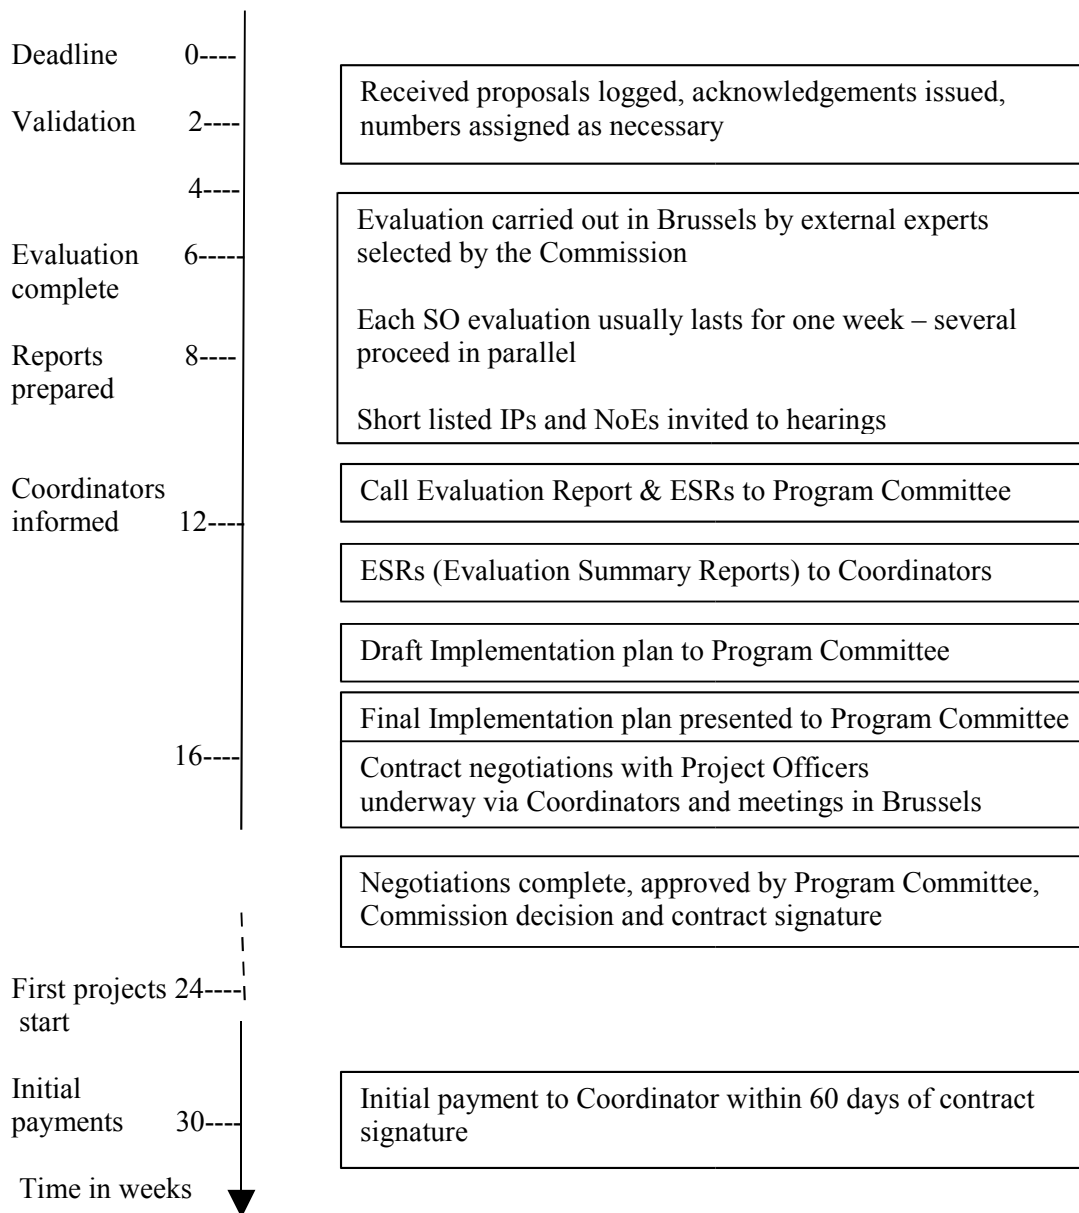 Deadline 0----
Received proposals logged, acknowledgements issued,
numbers assigned as necessary
Validation 2----
4----
Evaluation carried out in Brussels by external experts
selected by the Commission
Evaluation 6-----
complete
Each SO evaluation usually lasts for one week – several
proceed in parallel
Reports 8----
prepared
Short listed IPs and NoEs invited to hearings
Coordinators
informed
12----
Call Evaluation Report & ESRs to Program Committee
ESRs (Evaluation Summary Reports) to Coordinators
Draft Implementation plan to Program Committee
Final Implementation plan presented to Program Committee
16----
Contract negotiations with Project Officers
underway via Coordinators and meetings in Brussels
Negotiations complete, approved by Program Committee,
Commission decision and contract signature
First projects 24----
start
Initial
payments 30----
Initial payment to Coordinator within 60 days of contract
signature
Time in weeks